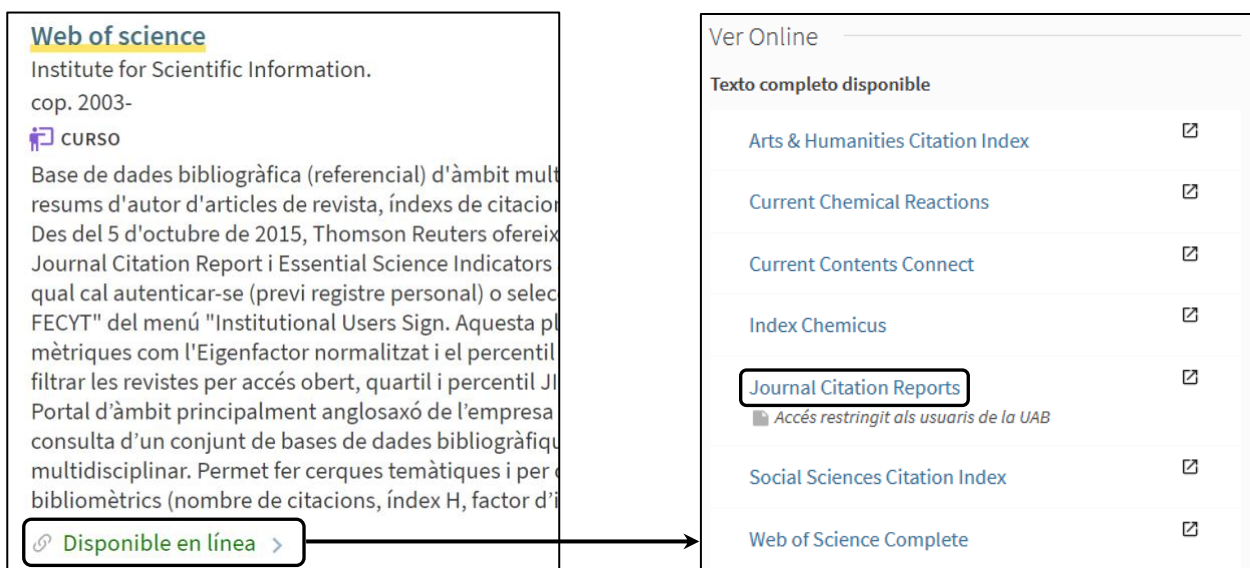 Web of science
Institute for Scientific Information.
cop. 2003-
CURSO
Base de dades bibliogràfica (referencial) d'àmbit mult
resums d'autor d'articles de revista, índexs de citacion
Des del 5 d'octubre de 2015, Thomson Reuters ofereix
Journal Citation Report i Essential Science Indicators
qual cal autenticar-se (previ registre personal) o selec
FECYT" del menú "Institutional Users Sign. Aquesta pl
mètriques com l'Eigenfactor normalitzat i el percentil
filtrar les revistes per accés obert, quartil i percentil JI
Portal d’àmbit principalment anglosaxó de l’empresa
consulta d’un conjunt de bases de dades bibliogràfiqu
multidisciplinar. Permet fer cerques temàtiques i per
bibliomètrics (nombre de citacions, índex H, factor d’i
Disponible en línea
Ver Online
Texto completo disponible
Arts & Humanities Citation Index
Current Chemical Reactions
Current Contents Connect
Index Chemicus
Journal Citation Reports
Accés restringit als usuaris de la UAB
Social Sciences Citation Index
Web of Science Complete